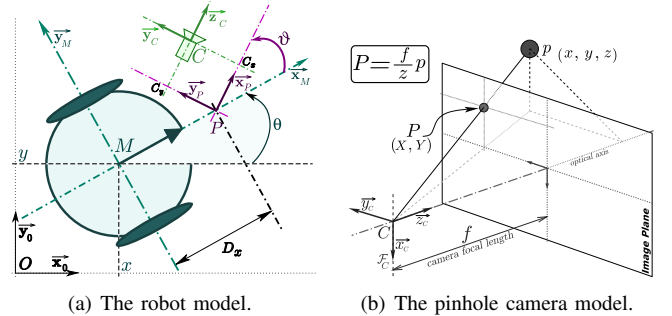 z_C
y_C
C
ϑ
C_x
C_y
y_M
x_M
x_P
y_P
P
θ
M
y
y_0
D_x
O
x_0
x
(a) The robot model.
P = f/z p
p
(x, y, z)
P
(X, Y)
optical axis
y_C
z_C
C
x_C
f
F_C
camera focal length
Image Plane
(b) The pinhole camera model.